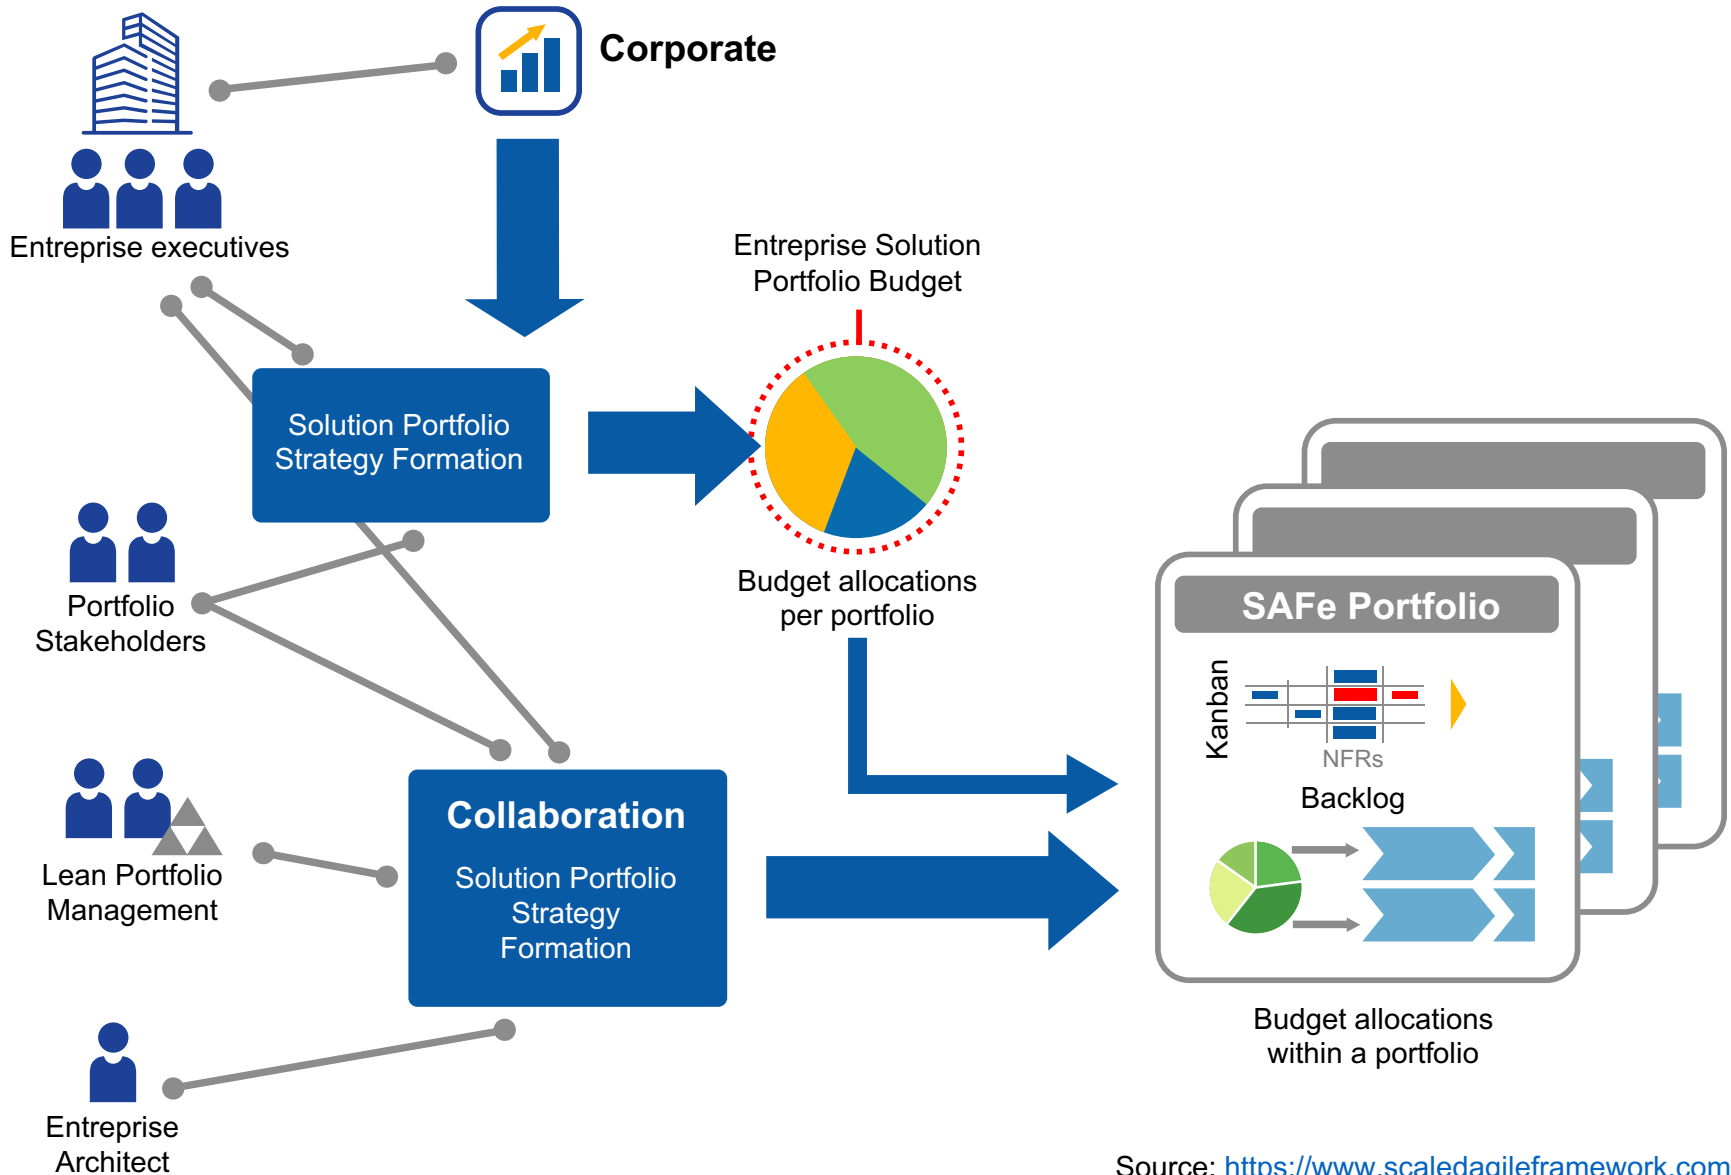 Corporate
Entreprise executives
Entreprise Solution
Portfolio Budget
Solution Portfolio
Strategy Formation
Portfolio
Stakeholders
Budget allocations
per portfolio
SAFe Portfolio
Kanban
NFRs
Backlog
Lean Portfolio
Management
Collaboration
Solution Portfolio
Strategy
Formation
Budget allocations
within a portfolio
Entreprise
Architect
Source: https://www.scaledagileframework.com